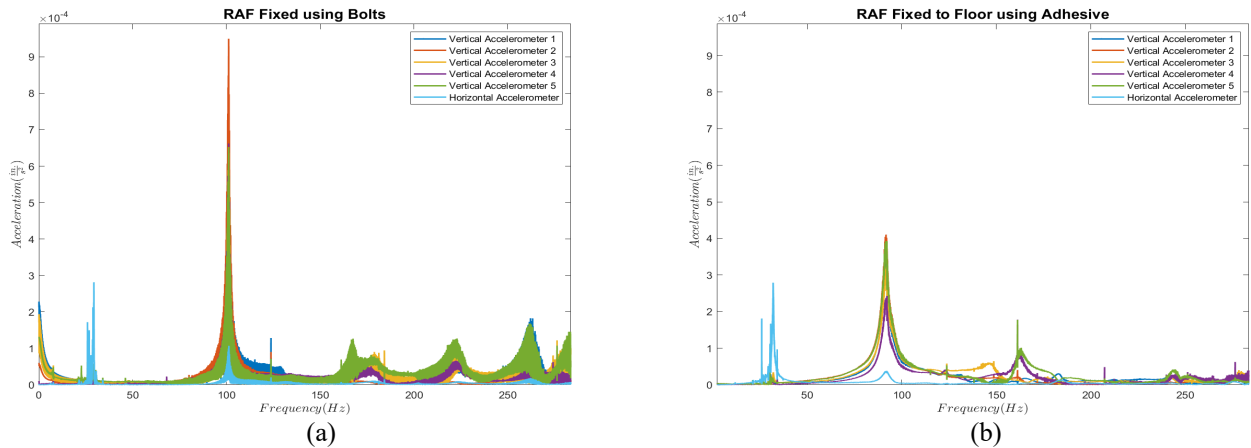 RAF Fixed using Bolts
×10⁻⁴
9
8
7
6
5
4
3
2
1
0
Acceleration(in./s²)
Vertical Accelerometer 1
Vertical Accelerometer 2
Vertical Accelerometer 3
Vertical Accelerometer 4
Vertical Accelerometer 5
Horizontal Accelerometer
0 50 100 150 200 250
Frequency(Hz)
(a)
RAF Fixed to Floor using Adhesive
×10⁻⁴
9
8
7
6
5
4
3
2
1
0
Acceleration(in./s²)
Vertical Accelerometer 1
Vertical Accelerometer 2
Vertical Accelerometer 3
Vertical Accelerometer 4
Vertical Accelerometer 5
Horizontal Accelerometer
50 100 150 200 250
Frequency(Hz)
(b)